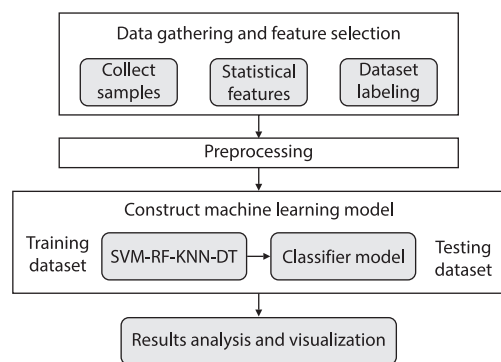 Data gathering and feature selection
Collect
samples
Statistical
features
Dataset
labeling
Preprocessing
Construct machine learning model
Training
dataset
SVM-RF-KNN-DT
Classifier model
Testing
dataset
Results analysis and visualization